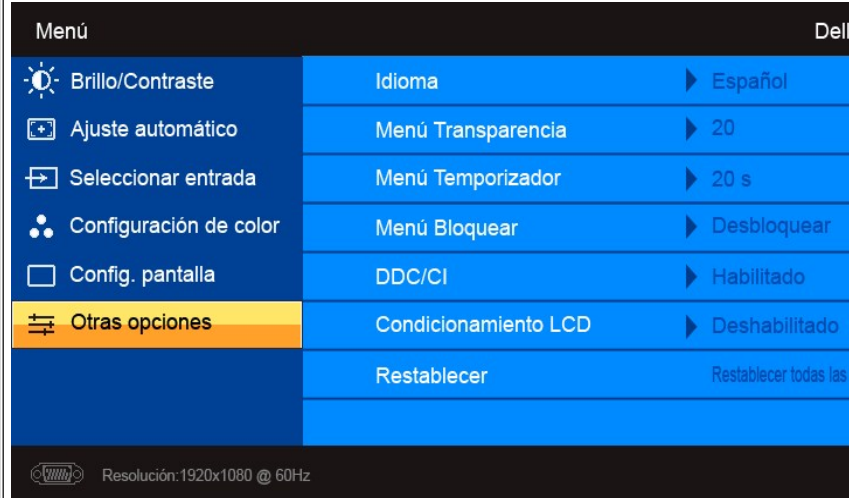 Menú
Dell
Brillo/Contraste
Ajuste automático
Seleccionar entrada
Configuración de color
Config. pantalla
Otras opciones
Idioma Español
Menú Transparencia 20
Menú Temporizador 20 s
Menú Bloquear Desbloquear
DDC/CI Habilitado
Condicionamiento LCD Deshabilitado
Restablecer Restablecer todas las
Resolución:1920x1080 @ 60Hz